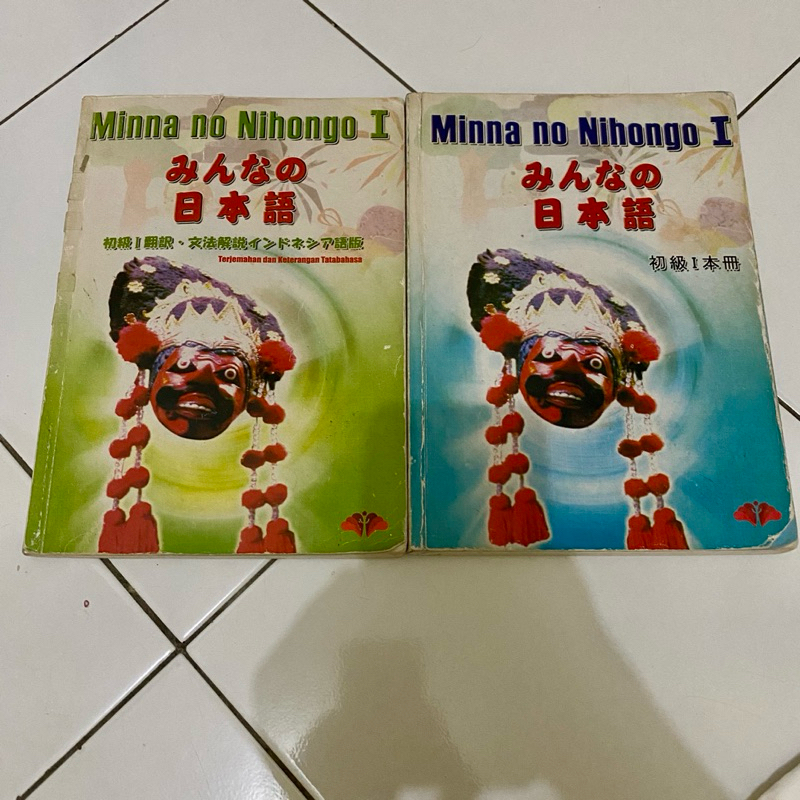 Minna no Nihongo I
みんなの
日本語
初級I翻訳・文法解説インドネシア語版
Terjemahan dan Keterangan Tatabahasa
Minna no Nihongo I
みんなの
日本語
初級I本冊